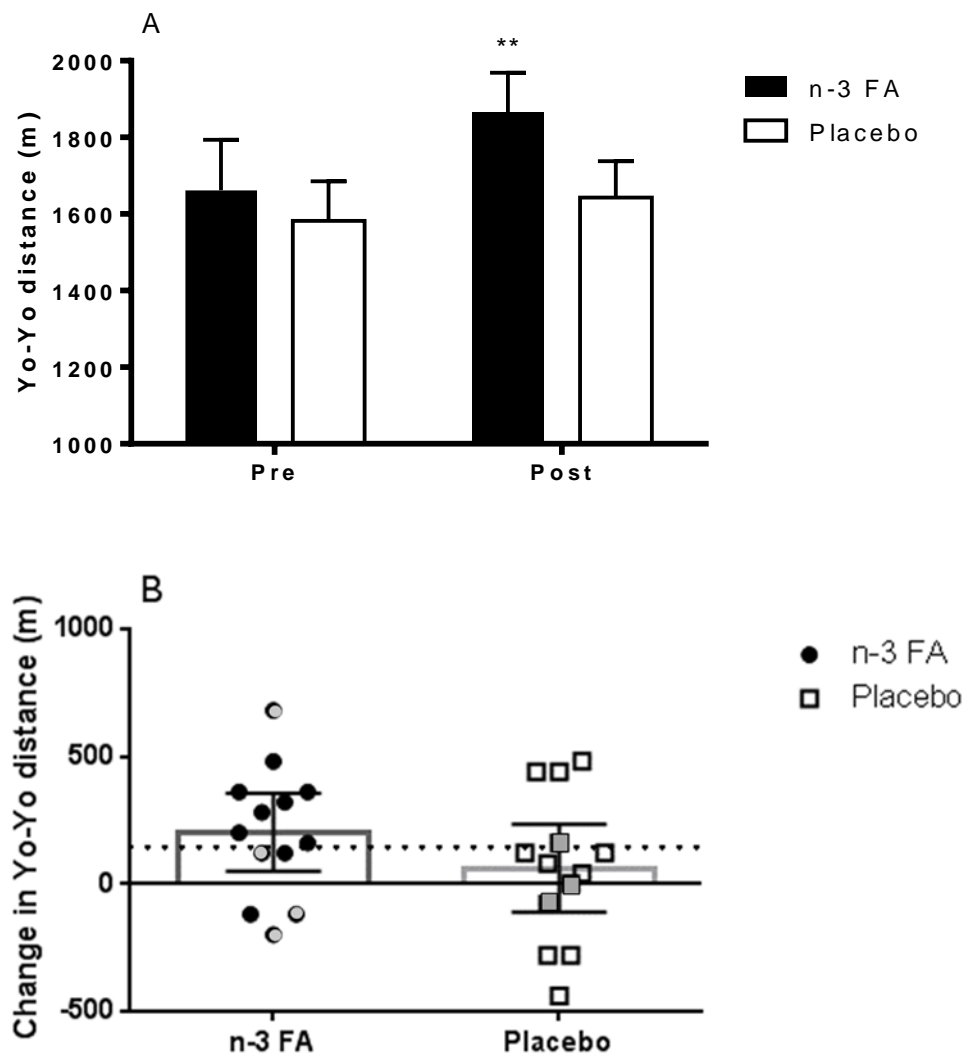 A
**
Yo-Yo distance (m)
2000
1800
1600
1400
1200
1000
Pre
Post
n-3 FA
Placebo
B
Change in Yo-Yo distance (m)
1000
500
0
-500
n-3 FA
Placebo
n-3 FA
Placebo